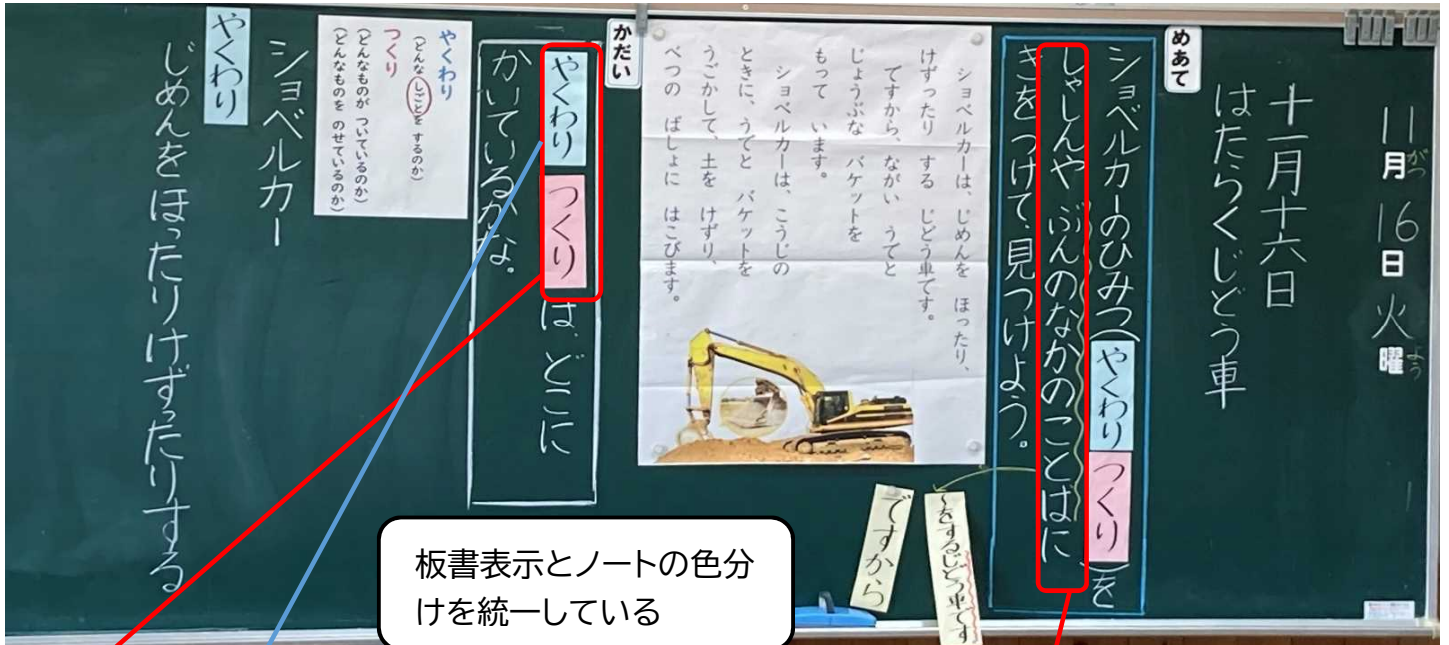 11月16日火曜
がつ
よう
十一月十六日
はたらくじどう車
めあて
ショベルカーのひみつ(やくわり つくり)を
しゃしんや ぶんのなかのことばに
きをつけて、見つけよう。
~をするじどう車です
ですから
ショベルカーは、じめんを ほったり、
けずったり する じどう車です。
ですから、ながい うでと
じょうぶな バケットを
もって います。
ショベルカーは、こうじの
ときに、うでと バケットを
うごかして、土を けずり、
べつの ばしょに はこびます。
かだい
やくわり つくり は、どこに
かいているかな。
やくわり
(どんな しごとを するのか)
つくり
(どんなものが ついているのか)
(どんなものを のせているのか)
ショベルカー
やくわり
じめんをほったりけずったりする
板書表示とノートの色分
けを統一している